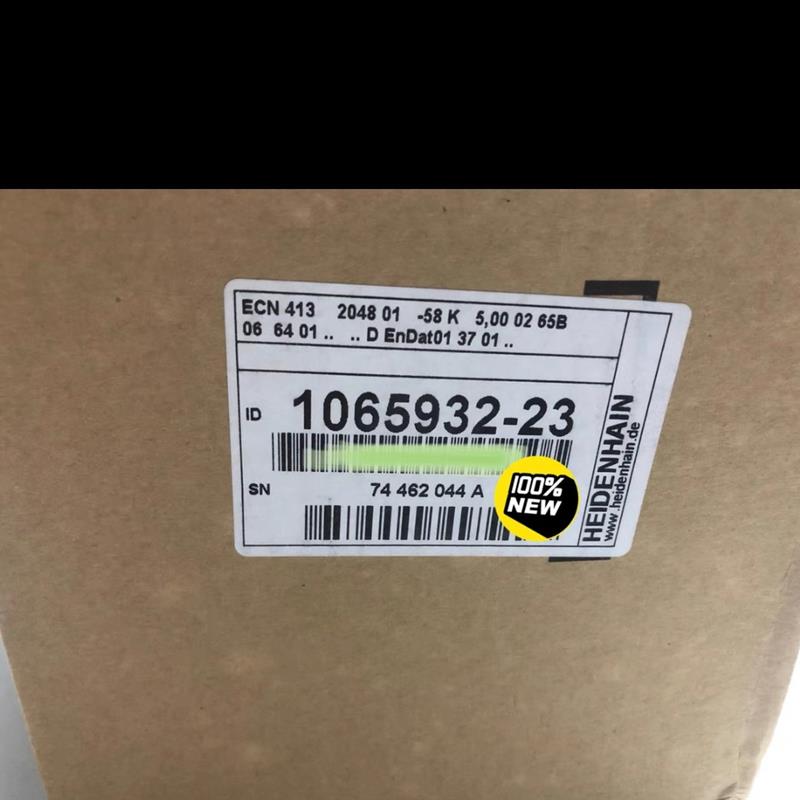 ECN 413 2048 01 -58 K 5,00 02 65B
06 64 01 .. .. D EnDat01 37 01 ..
ID 1065932-23
SN 74 462 044 A
100%
NEW
HEIDENHAIN
www.heidenhain.de